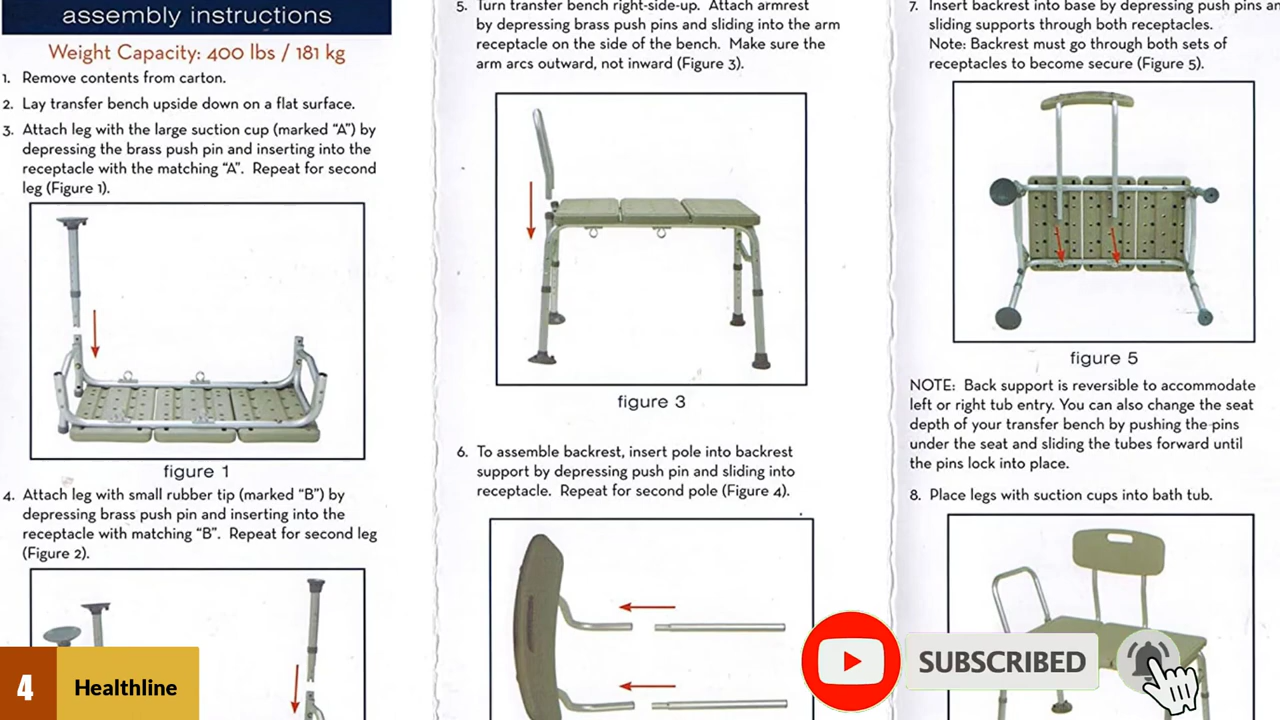 assembly instructions
Weight Capacity: 400 lbs / 181 kg
1. Remove contents from carton.
2. Lay transfer bench upside down on a flat surface.
3. Attach leg with the large suction cup (marked “A”) by
depressing the brass push pin and inserting into the
receptacle with the matching “A”. Repeat for second
leg (Figure 1).
figure 1
4. Attach leg with small rubber tip (marked “B”) by
depressing brass push pin and inserting into the
receptacle with matching “B”. Repeat for second leg
(Figure 2).
5. Turn transfer bench right-side-up. Attach armrest
by depressing brass push pins and sliding into the arm
receptacle on the side of the bench. Make sure the
arm arcs outward, not inward (Figure 3).
figure 3
6. To assemble backrest, insert pole into backrest
support by depressing push pin and sliding into
receptacle. Repeat for second pole (Figure 4).
7. Insert backrest into base by depressing push pins
sliding supports through both receptacles.
Note: Backrest must go through both sets of
receptacles to become secure (Figure 5).
figure 5
NOTE: Back support is reversible to accommodate
left or right tub entry. You can also change the seat
depth of your transfer bench by pushing the pins
under the seat and sliding the tubes forward until
the pins lock into place.
8. Place legs with suction cups into bath tub.
4 Healthline
SUBSCRIBED